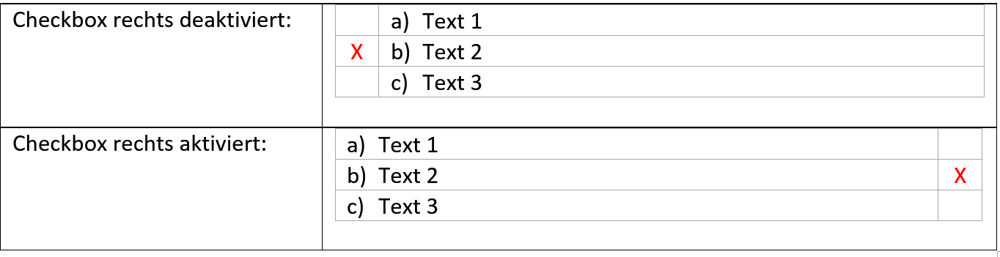 Checkbox rechts deaktiviert:
a) Text 1
X b) Text 2
c) Text 3
Checkbox rechts aktiviert:
a) Text 1
b) Text 2 X
c) Text 3